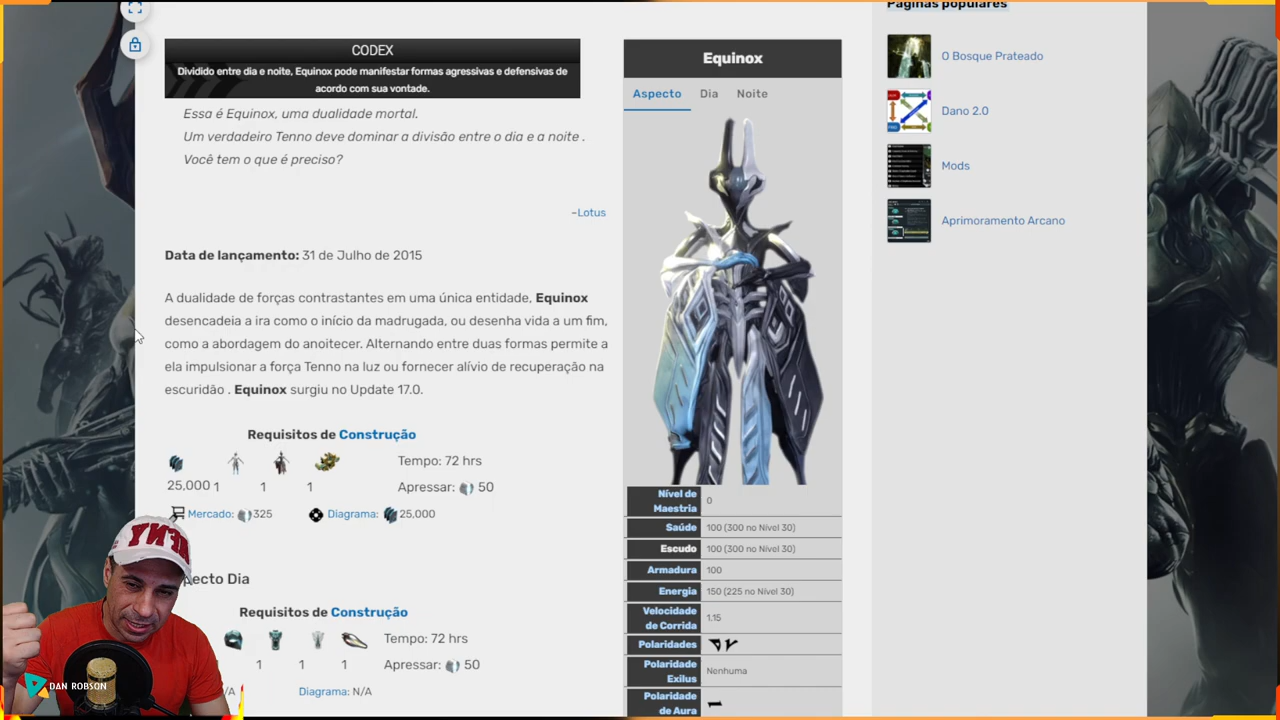 CODEX
Dividido entre dia e noite, Equinox pode manifestar formas agressivas e defensivas de
acordo com sua vontade.
Essa é Equinox, uma dualidade mortal.
Um verdadeiro Tenno deve dominar a divisão entre o dia e a noite .
Você tem o que é preciso?
–Lotus
Data de lançamento: 31 de Julho de 2015
A dualidade de forças contrastantes em uma única entidade, Equinox
desencadeia a ira como o início da madrugada, ou desenha vida a um fim,
como a abordagem do anoitecer. Alternando entre duas formas permite a
ela impulsionar a força Tenno na luz ou fornecer alívio de recuperação na
escuridão . Equinox surgiu no Update 17.0.
Requisitos de Construção
Tempo: 72 hrs
25,000 1 1 1 Apressar: 50
Mercado: 325 Diagrama: 25,000
pecto Dia
Requisitos de Construção
Tempo: 72 hrs
1 1 1 Apressar: 50
/A Diagrama: N/A
DAN ROBSON
Equinox
Aspecto Dia Noite
Nível de Maestria 0
Saúde 100 (300 no Nível 30)
Escudo 100 (300 no Nível 30)
Armadura 100
Energia 150 (225 no Nível 30)
Velocidade de Corrida 1.15
Polaridades
Polaridade Exilus Nenhuma
Polaridade de Aura
Páginas populares
O Bosque Prateado
Dano 2.0
Mods
Aprimoramento Arcano